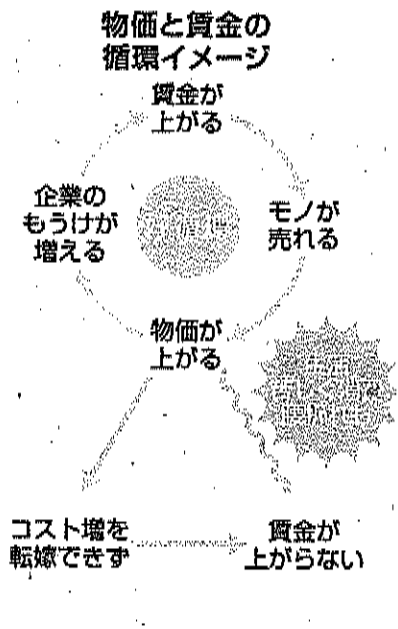 物価と賃金の
循環イメージ
賃金が
上がる
企業の
もうけが
増える
モノが
売れる
物価が
上がる
コスト増を
転嫁できず
賃金が
上がらない